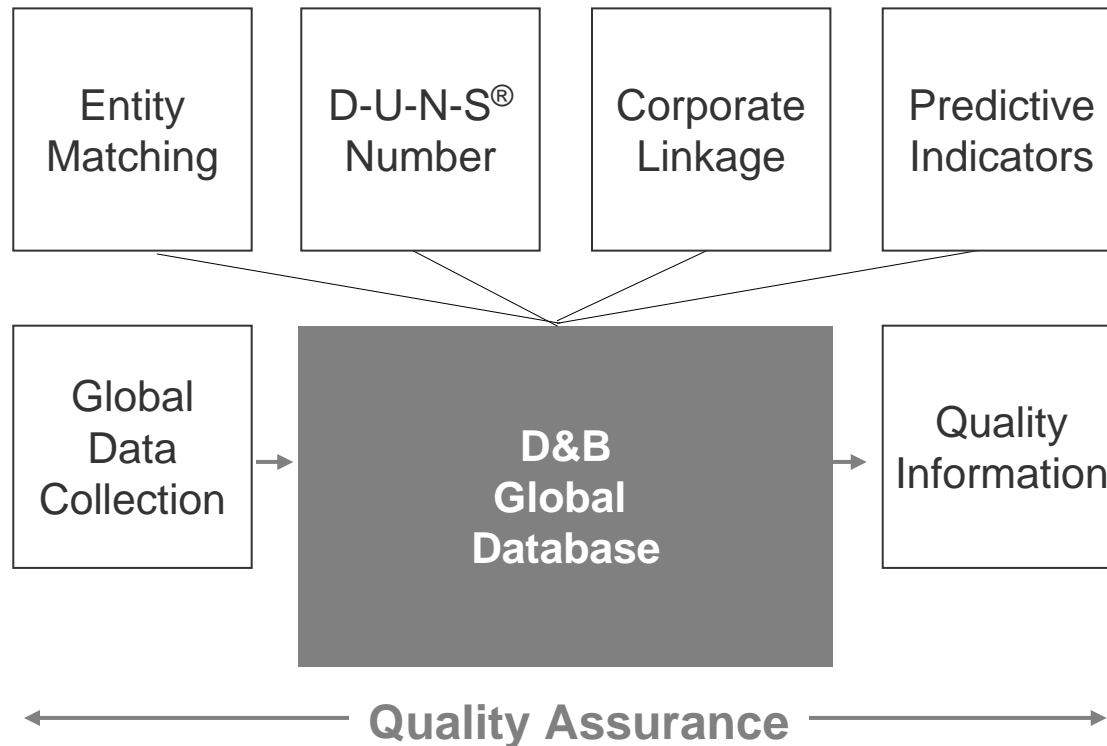 Entity
Matching
D-U-N-S®
Number
Corporate
Linkage
Predictive
Indicators
Global
Data
Collection
D&B
Global
Database
Quality
Information
Quality Assurance